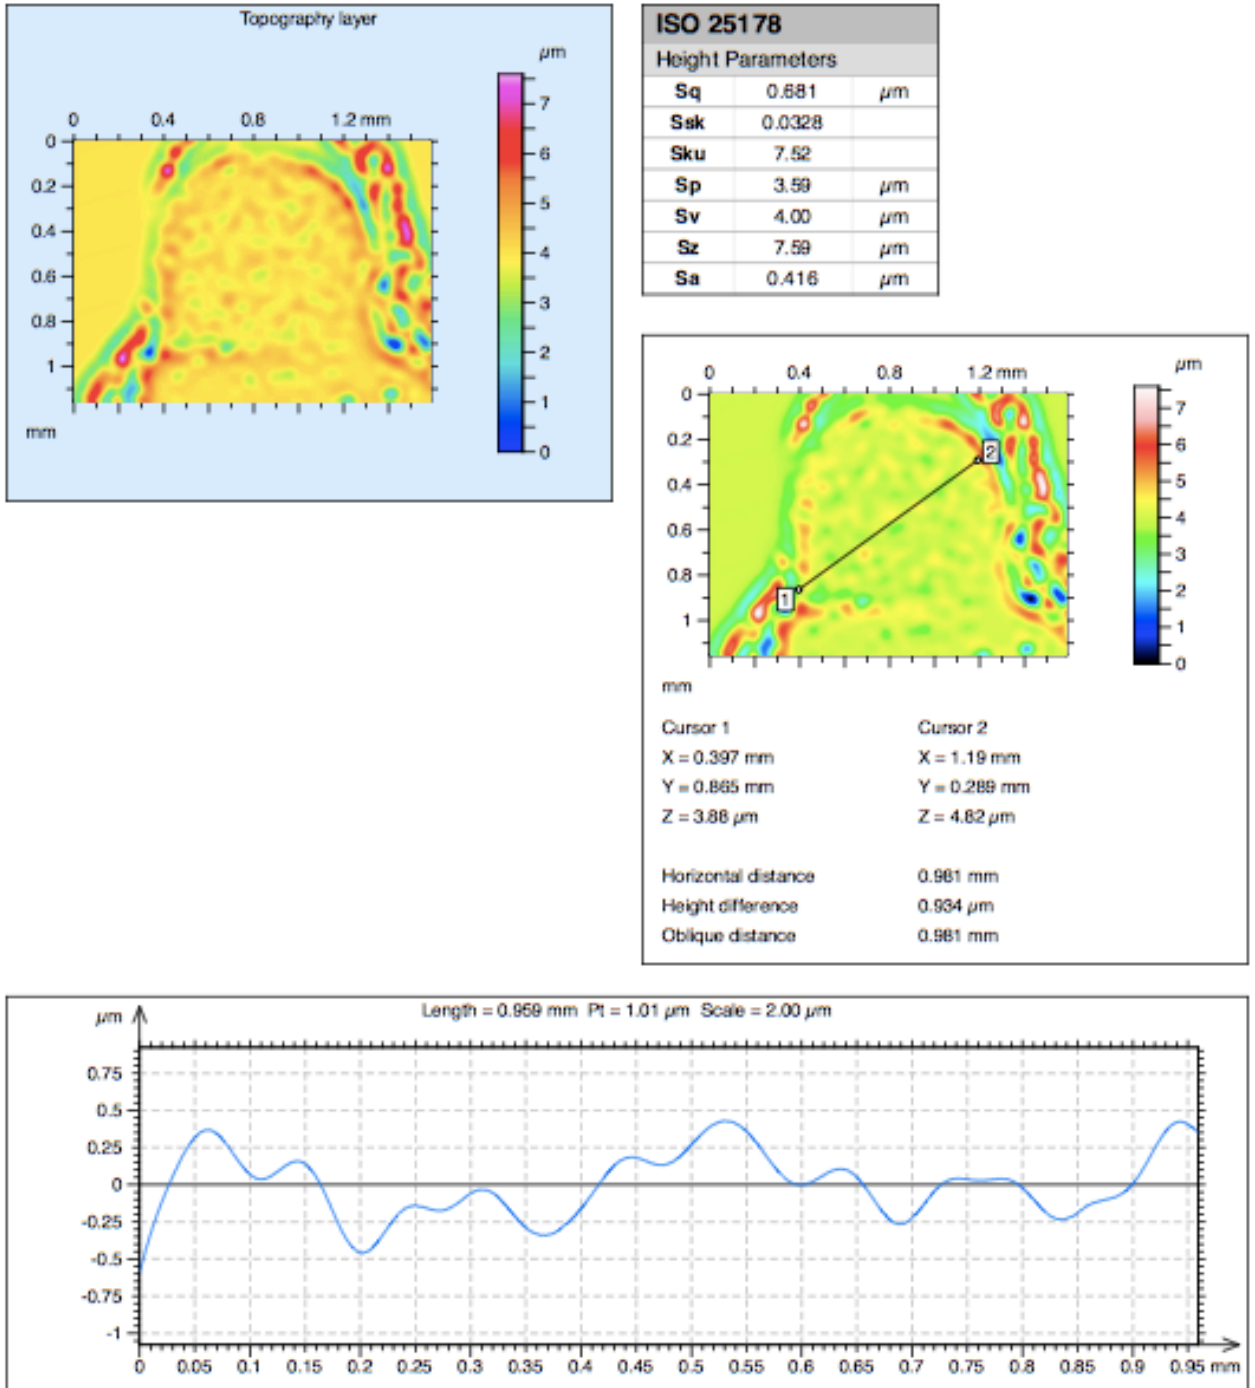 Topography layer
µm
0 0.4 0.8 1.2 mm
0
0.2
0.4
0.6
0.8
1
mm
7
6
5
4
3
2
1
0
ISO 25178
Height Parameters
Sq 0.681 µm
Ssk 0.0328
Sku 7.52
Sp 3.59 µm
Sv 4.00 µm
Sz 7.59 µm
Sa 0.416 µm
0 0.4 0.8 1.2 mm
µm
0
0.2
0.4
0.6
0.8
1
mm
2
1
7
6
5
4
3
2
1
0
Cursor 1 Cursor 2
X = 0.397 mm X = 1.19 mm
Y = 0.865 mm Y = 0.289 mm
Z = 3.88 µm Z = 4.82 µm
Horizontal distance 0.981 mm
Height difference 0.934 µm
Oblique distance 0.981 mm
µm Length = 0.959 mm Pt = 1.01 µm Scale = 2.00 µm
0.75
0.5
0.25
0
-0.25
-0.5
-0.75
-1
0 0.05 0.1 0.15 0.2 0.25 0.3 0.35 0.4 0.45 0.5 0.55 0.6 0.65 0.7 0.75 0.8 0.85 0.9 0.95 mm